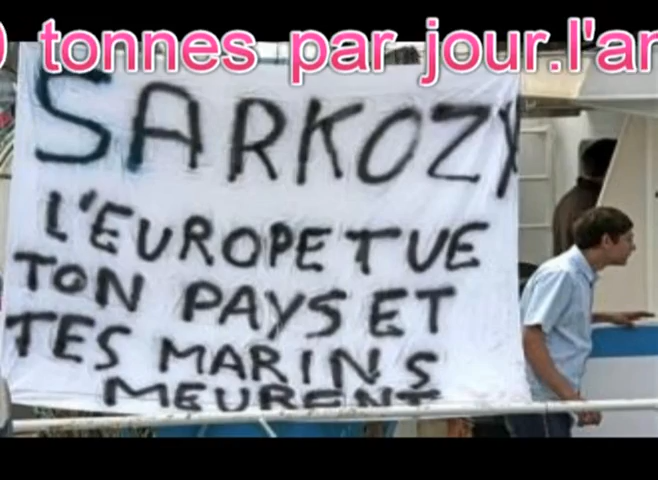 tonnes par jour.l'an
SARKOZY
L'EUROPE TUE
TON PAYS ET
TES MARINS
MEURENT